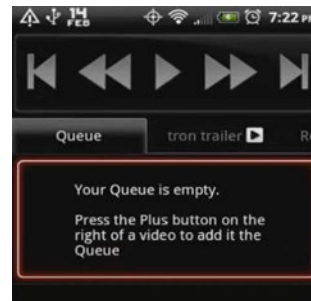 14 FEB 7:22 PM
Queue tron trailer R
Your Queue is empty.
Press the Plus button on the
right of a video to add it the
Queue